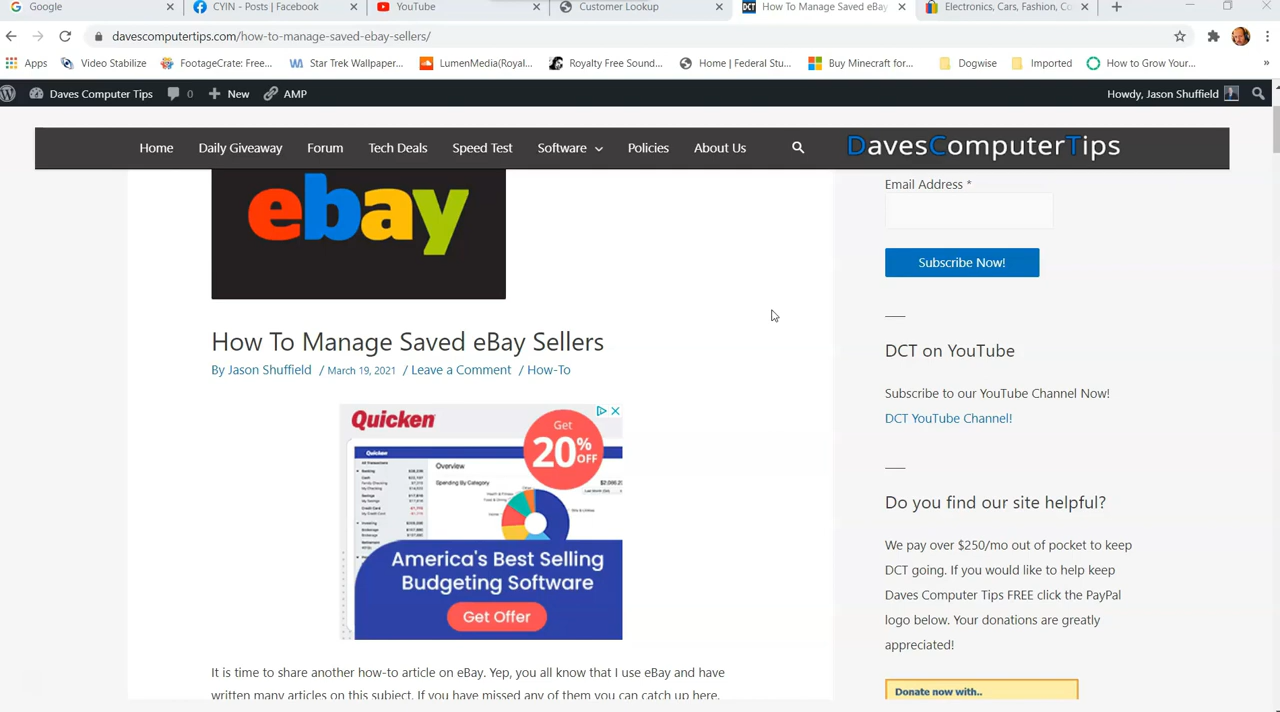 Google
CYIN - Posts | Facebook
YouTube
Customer Lookup
How To Manage Saved eBay
Electronics, Cars, Fashion, Co
davescomputertips.com/how-to-manage-saved-ebay-sellers/
Apps
Video Stabilize
FootageCrate: Free...
Star Trek Wallpaper...
LumenMedia(Royal...
Royalty Free Sound...
Home | Federal Stu...
Buy Minecraft for...
Dogwise
Imported
How to Grow Your...
Daves Computer Tips
0
New
AMP
Howdy, Jason Shuffield
Home
Daily Giveaway
Forum
Tech Deals
Speed Test
Software
Policies
About Us
DavesComputerTips
ebay
How To Manage Saved eBay Sellers
By Jason Shuffield / March 19, 2021 / Leave a Comment / How-To
Quicken
Get
20%
OFF
Quicken
Overview
Spending By Category
America's Best Selling
Budgeting Software
Get Offer
It is time to share another how-to article on eBay. Yep, you all know that I use eBay and have
written many articles on this subject. If you have missed any of them you can catch up here.
Email Address *
Subscribe Now!
DCT on YouTube
Subscribe to our YouTube Channel Now!
DCT YouTube Channel!
Do you find our site helpful?
We pay over $250/mo out of pocket to keep
DCT going. If you would like to help keep
Daves Computer Tips FREE click the PayPal
logo below. Your donations are greatly
appreciated!
Donate now with..